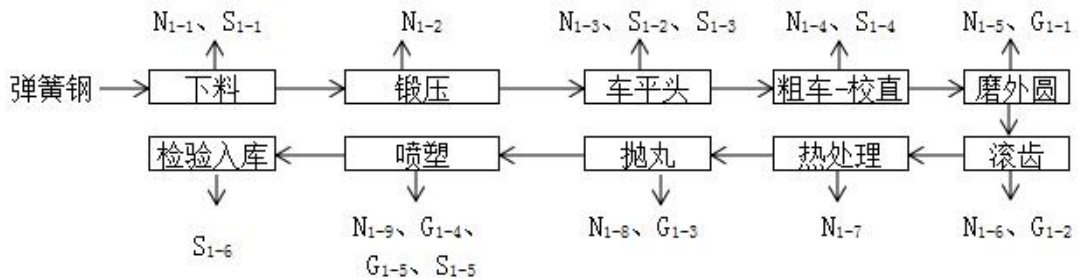 N₁₋₁、S₁₋₁ N₁₋₂ N₁₋₃、S₁₋₂、S₁₋₃ N₁₋₄、S₁₋₄ N₁₋₅、G₁₋₁
弹簧钢 下料 锻压 车平头 粗车-校直 磨外圆
检验入库 喷塑 抛丸 热处理 滚齿
S₁₋₆ N₁₋₉、G₁₋₄、 N₁₋₈、G₁₋₃ N₁₋₇ N₁₋₆、G₁₋₂
G₁₋₅、S₁₋₅